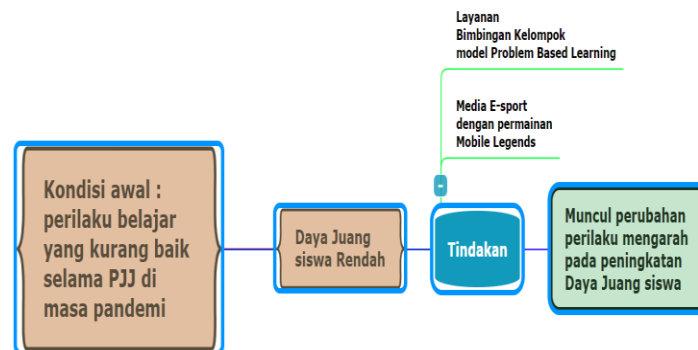 Layanan
Bimbingan Kelompok
model Problem Based Learning
Media E-sport
dengan permainan
Mobile Legends
Kondisi awal :
perilaku belajar
yang kurang baik
selama PJJ di
masa pandemi
Daya Juang
siswa Rendah
Tindakan
Muncul perubahan
perilaku mengarah
pada peningkatan
Daya Juang siswa